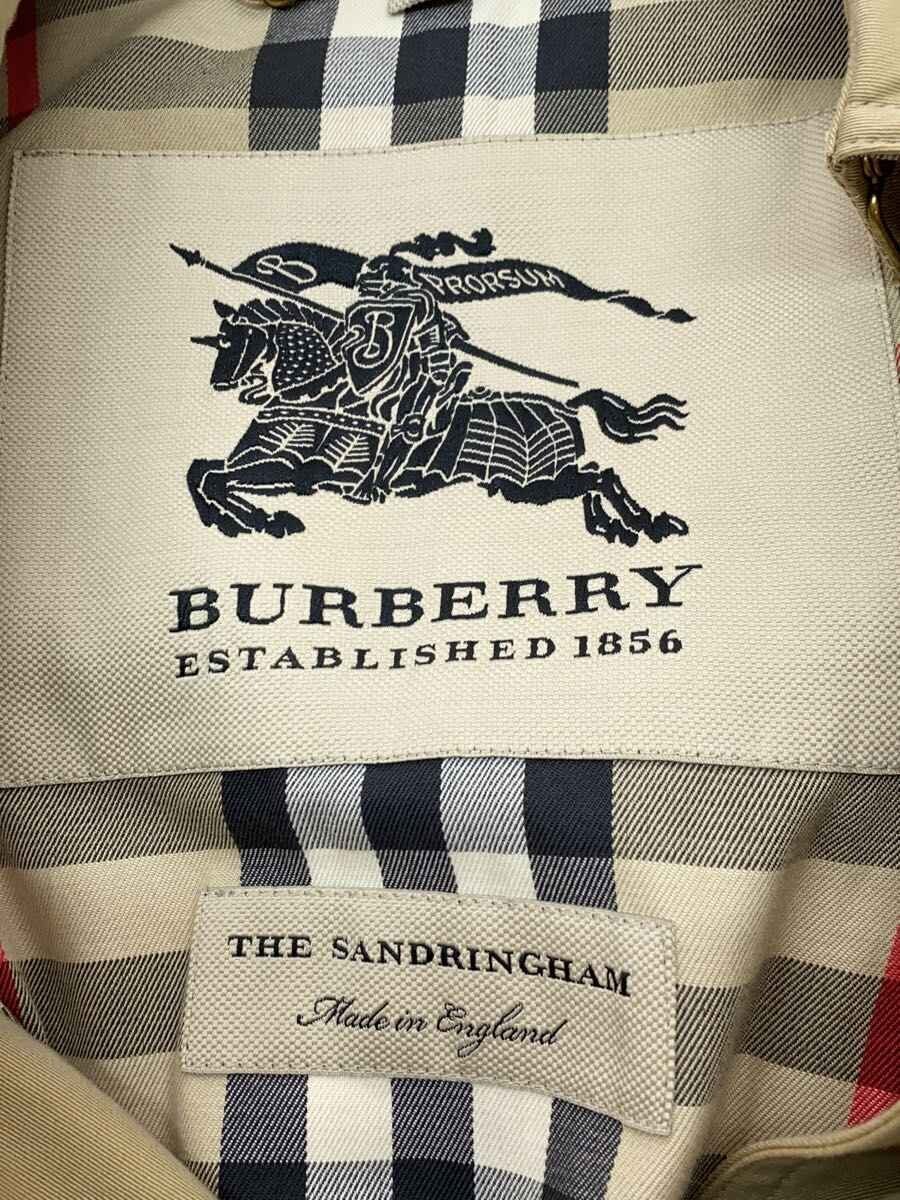 B
PRORSUM
B
BURBERRY
ESTABLISHED 1856
THE SANDRINGHAM
Made in England